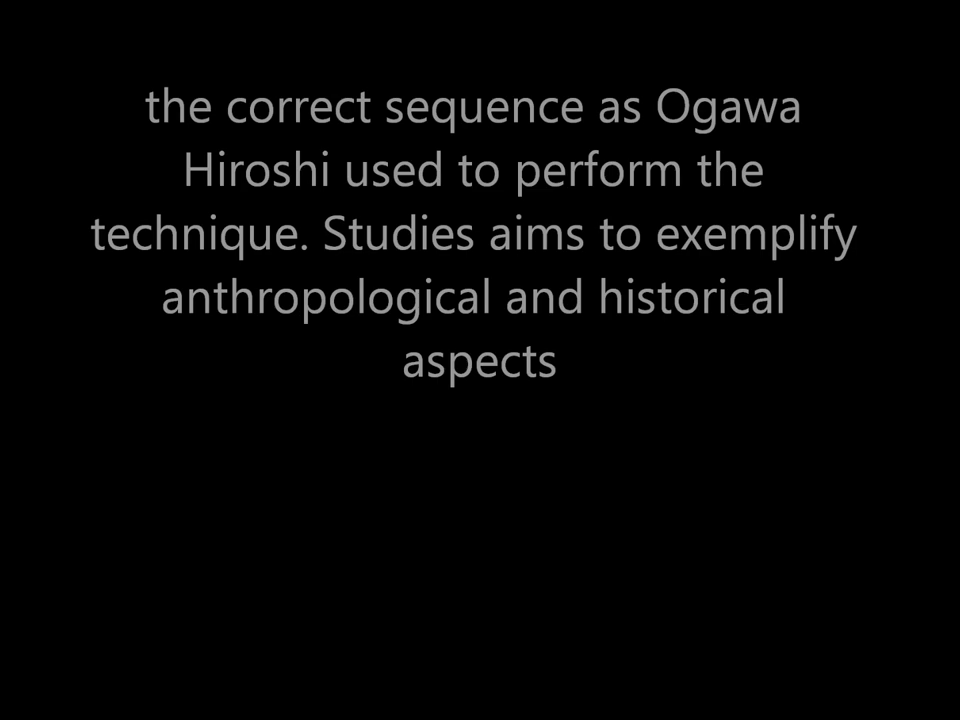 the correct sequence as Ogawa
Hiroshi used to perform the
technique. Studies aims to exemplify
anthropological and historical
aspects